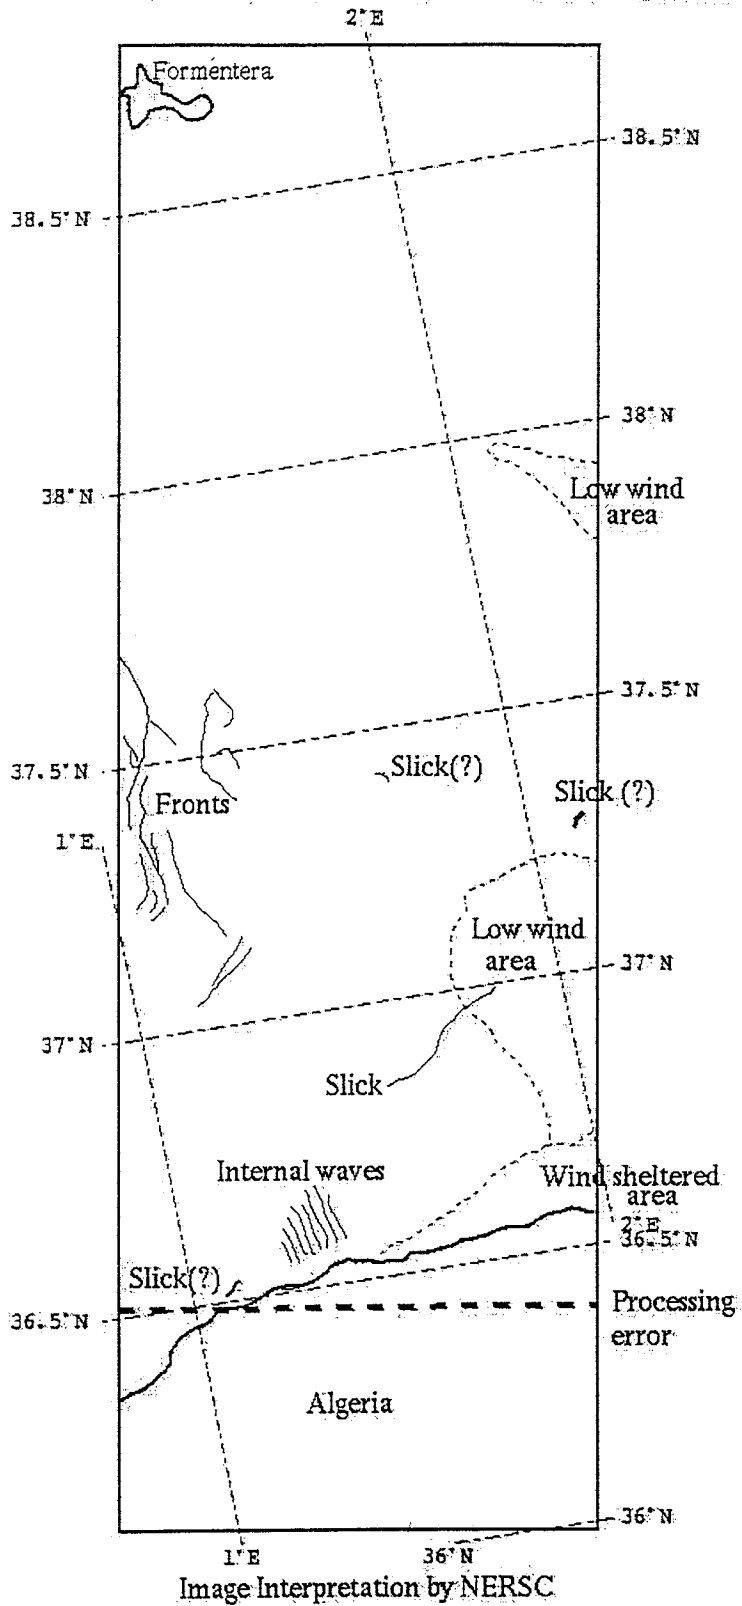 2°E
Formentera
38.5°N
38.5°N
38°N
Low wind
area
38°N
37.5°N
Slick(?)
37.5°N
Slick (?)
Fronts
1°E
Low wind
area
37°N
37°N
Slick
Internal waves
Wind sheltered
area
2°E
36.5°N
Slick(?)
Processing
error
36.5°N
Algeria
36°N
1°E
36°N
Image Interpretation by NERSC